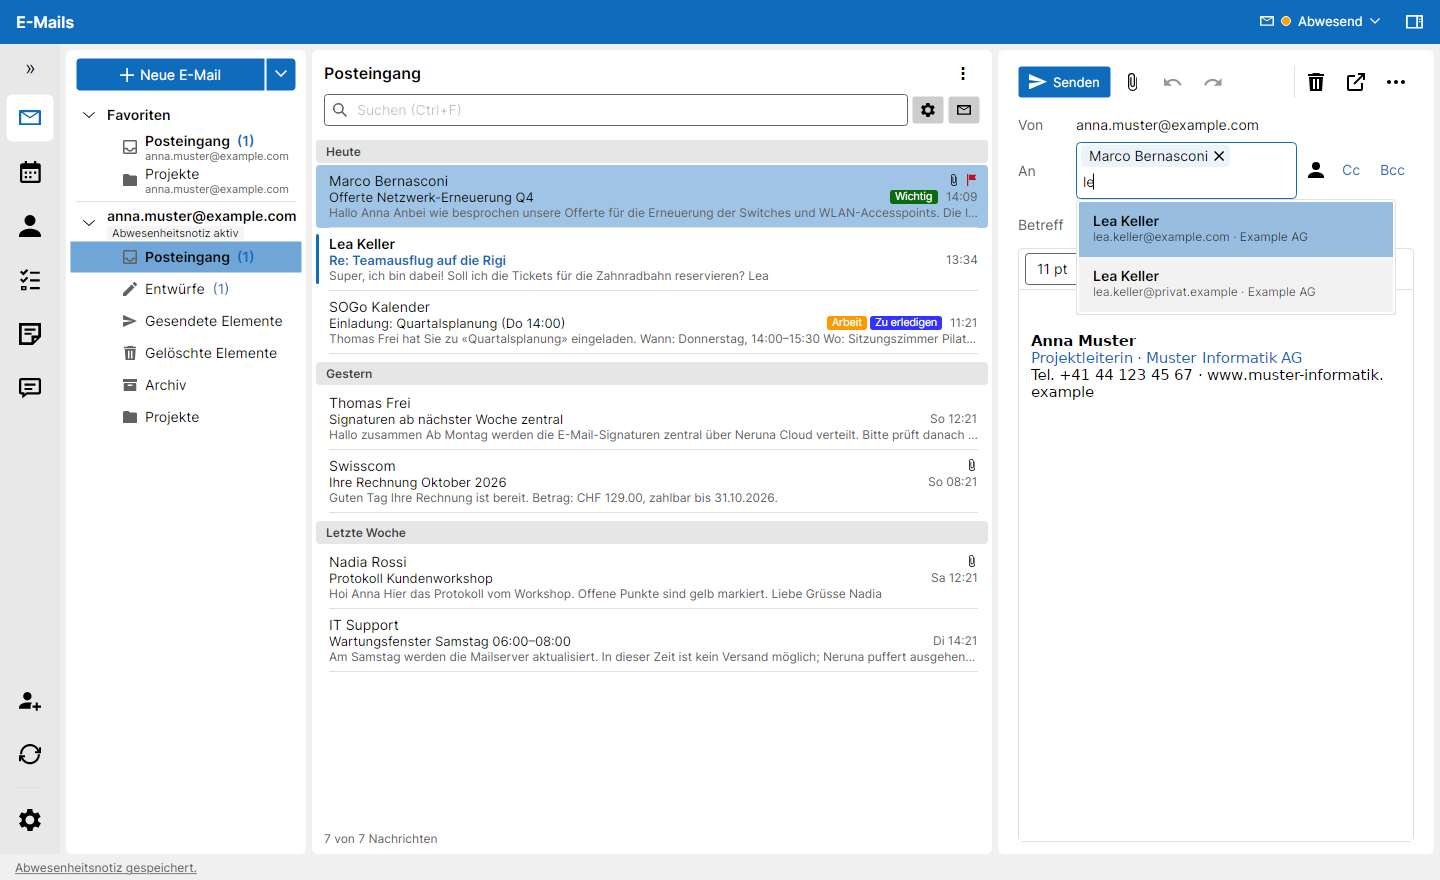 E-Mails
Abwesend
»
Neue E-Mail
Favoriten
Posteingang (1)
anna.muster@example.com
Projekte
anna.muster@example.com
anna.muster@example.com
Abwesenheitsnotiz aktiv
Posteingang (1)
Entwürfe (1)
Gesendete Elemente
Gelöschte Elemente
Archiv
Projekte
Posteingang
Suchen (Ctrl+F)
Heute
Marco Bernasconi
Offerte Netzwerk-Erneuerung Q4 Wichtig 14:09
Hallo Anna Anbei wie besprochen unsere Offerte für die Erneuerung der Switches und WLAN-Accesspoints. Die I...
Lea Keller
Re: Teamausflug auf die Rigi 13:34
Super, ich bin dabei! Soll ich die Tickets für die Zahnradbahn reservieren? Lea
SOGo Kalender
Einladung: Quartalsplanung (Do 14:00) Arbeit Zu erledigen 11:21
Thomas Frei hat Sie zu «Quartalsplanung» eingeladen. Wann: Donnerstag, 14:00–15:30 Wo: Sitzungszimmer Pilat...
Gestern
Thomas Frei
Signaturen ab nächster Woche zentral So 12:21
Hallo zusammen Ab Montag werden die E-Mail-Signaturen zentral über Neruna Cloud verteilt. Bitte prüft danach ...
Swisscom
Ihre Rechnung Oktober 2026 So 08:21
Guten Tag Ihre Rechnung ist bereit. Betrag: CHF 129.00, zahlbar bis 31.10.2026.
Letzte Woche
Nadia Rossi
Protokoll Kundenworkshop Sa 12:21
Hoi Anna Hier das Protokoll vom Workshop. Offene Punkte sind gelb markiert. Liebe Grüsse Nadia
IT Support
Wartungsfenster Samstag 06:00–08:00 Di 14:21
Am Samstag werden die Mailserver aktualisiert. In dieser Zeit ist kein Versand möglich; Neruna puffert ausgehen...
7 von 7 Nachrichten
Senden
Von anna.muster@example.com
An Marco Bernasconi Cc Bcc
le
Betreff
Lea Keller
lea.keller@example.com · Example AG
Lea Keller
lea.keller@privat.example · Example AG
11 pt
Anna Muster
Projektleiterin · Muster Informatik AG
Tel. +41 44 123 45 67 · www.muster-informatik.
example
Abwesenheitsnotiz gespeichert.